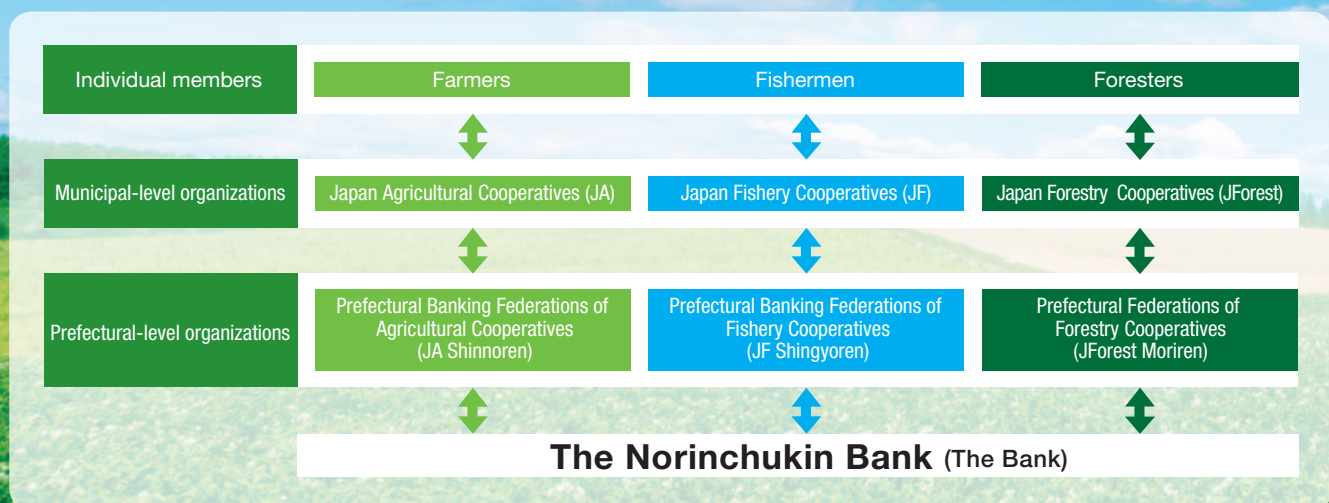 Individual members
Farmers
Fishermen
Foresters
Municipal-level organizations
Japan Agricultural Cooperatives (JA)
Japan Fishery Cooperatives (JF)
Japan Forestry Cooperatives (JForest)
Prefectural-level organizations
Prefectural Banking Federations of
Agricultural Cooperatives
(JA Shinnoren)
Prefectural Banking Federations of
Fishery Cooperatives
(JF Shingyoren)
Prefectural Federations of
Forestry Cooperatives
(JForest Moriren)
The Norinchukin Bank (The Bank)